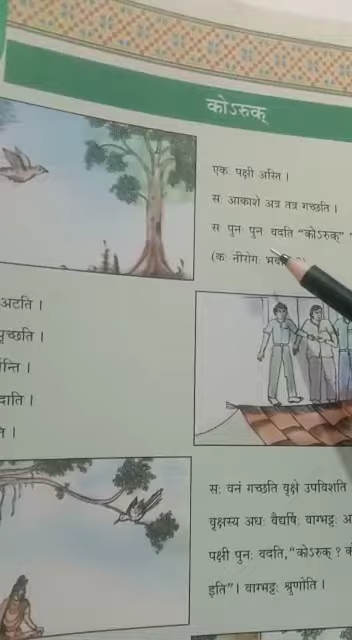 कोऽरुक्
एक पक्षी अस्ति ।
स आकाशे अत्र तत्र गच्छति ।
स पुन पुन वदति “कोऽरुक्”
(क नीरोग
अटति ।
पृच्छति ।
स: वनं गच्छति वृक्षे उपविशति
वृक्षस्य अध: वैद्यर्षि: वाग्भट्ट:
पक्षी पुन: वदति, “कोऽरुक् ?
इति” । वाग्भट्ट: श्रुणोति ।